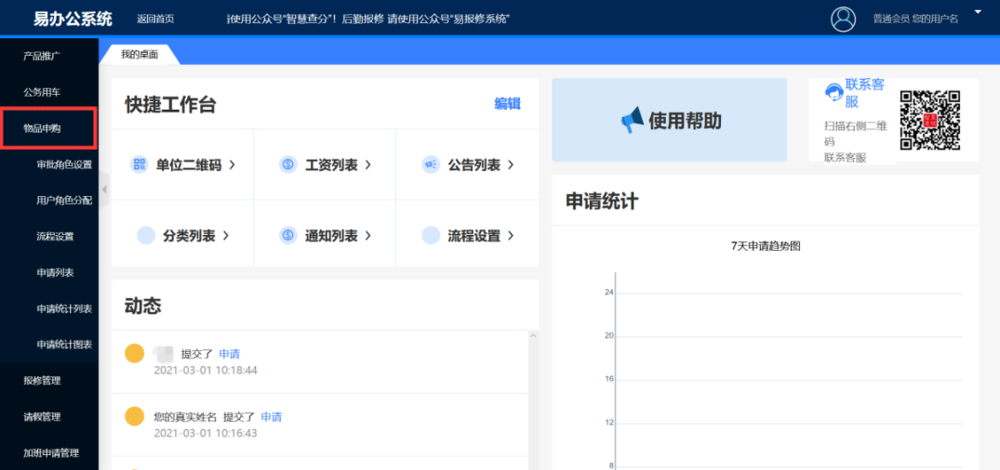 易办公系统
返回首页
使用公众号"智慧查分"！后勤报修 请使用公众号"易报修系统"
普通会员 您的用户名
产品推广
公务用车
物品申购
审批角色设置
用户角色分配
流程设置
申请列表
申请统计列表
申请统计图表
报修管理
请假管理
加班申请管理
我的桌面
快捷工作台
编辑
单位二维码
工资列表
公告列表
分类列表
通知列表
流程设置
动态
提交了 申请
2021-03-01 10:18:44
您的真实姓名 提交了 申请
2021-03-01 10:16:43
使用帮助
联系客
服
扫描右侧二维
码
联系客服
申请统计
7天申请趋势图
24
20
16
12
8